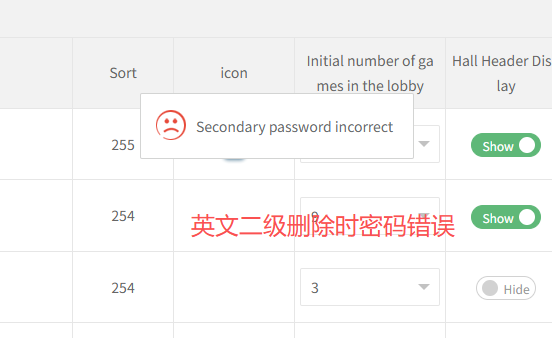 Sort
icon
Initial number of ga
mes in the lobby
Hall Header Dis
lay
Secondary password incorrect
255
Show
254
英文二级删除时密码错误
9
Show
254
3
Hide